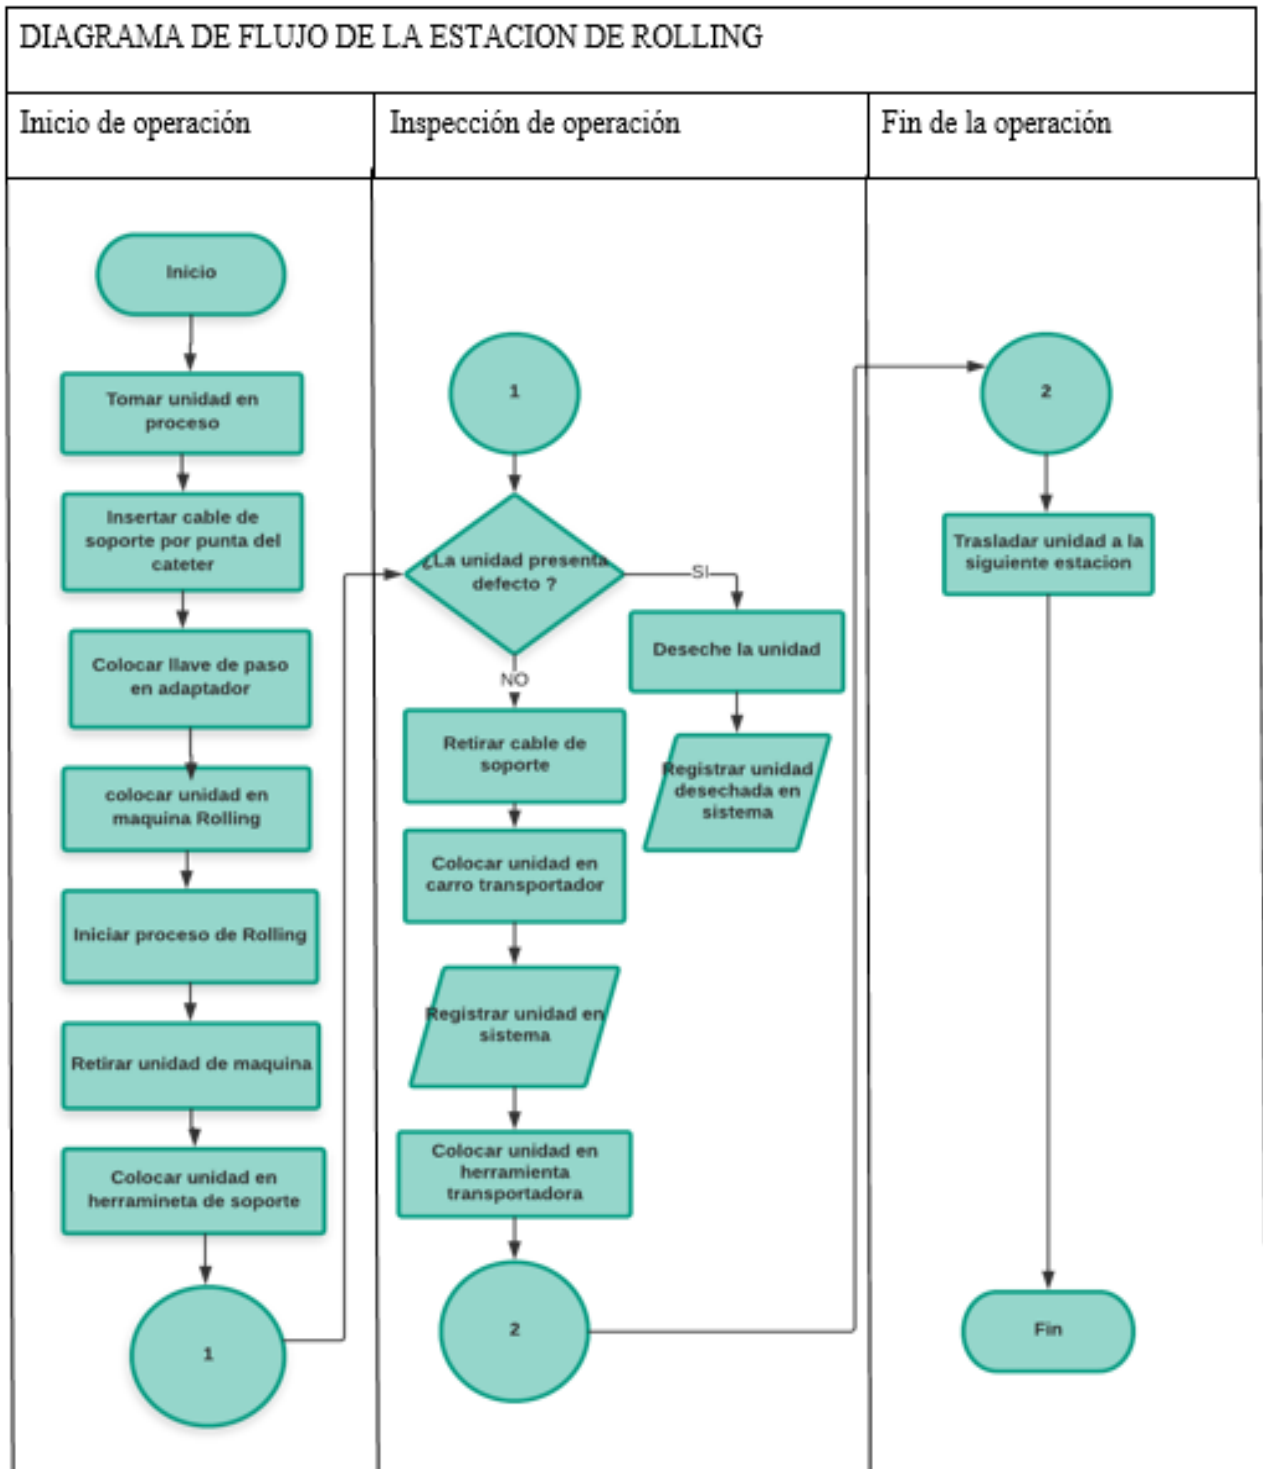 DIAGRAMA DE FLUJO DE LA ESTACION DE ROLLING
Inicio de operación
Inspección de operación
Fin de la operación
Inicio
Tomar unidad en
proceso
Insertar cable de
soporte por punta del
cateter
Colocar llave de paso
en adaptador
colocar unidad en
maquina Rolling
Iniciar proceso de Rolling
Retirar unidad de maquina
Colocar unidad en
herramineta de soporte
1
1
¿La unidad presenta
defecto ?
SI
Deseche la unidad
Registrar unidad
desechada en
sistema
NO
Retirar cable de
soporte
Colocar unidad en
carro transportador
Registrar unidad en
sistema
Colocar unidad en
herramienta
transportadora
2
2
Trasladar unidad a la
siguiente estacion
Fin